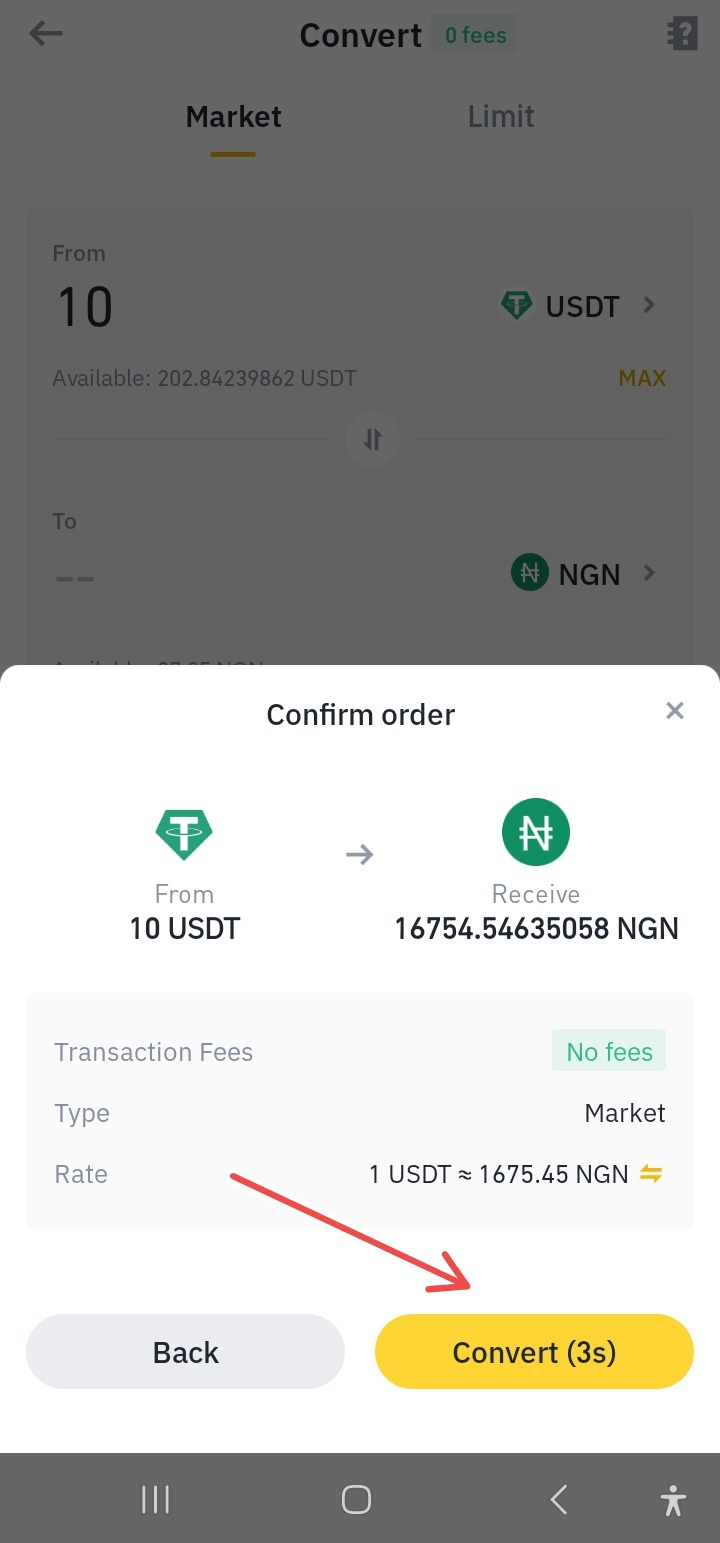 Convert 0 fees
Market Limit
From
10 USDT
Available: 202.84239862 USDT MAX
To
-- NGN
Confirm order
From Receive
10 USDT 16754.54635058 NGN
Transaction Fees No fees
Type Market
Rate 1 USDT ≈ 1675.45 NGN
Back Convert (3s)